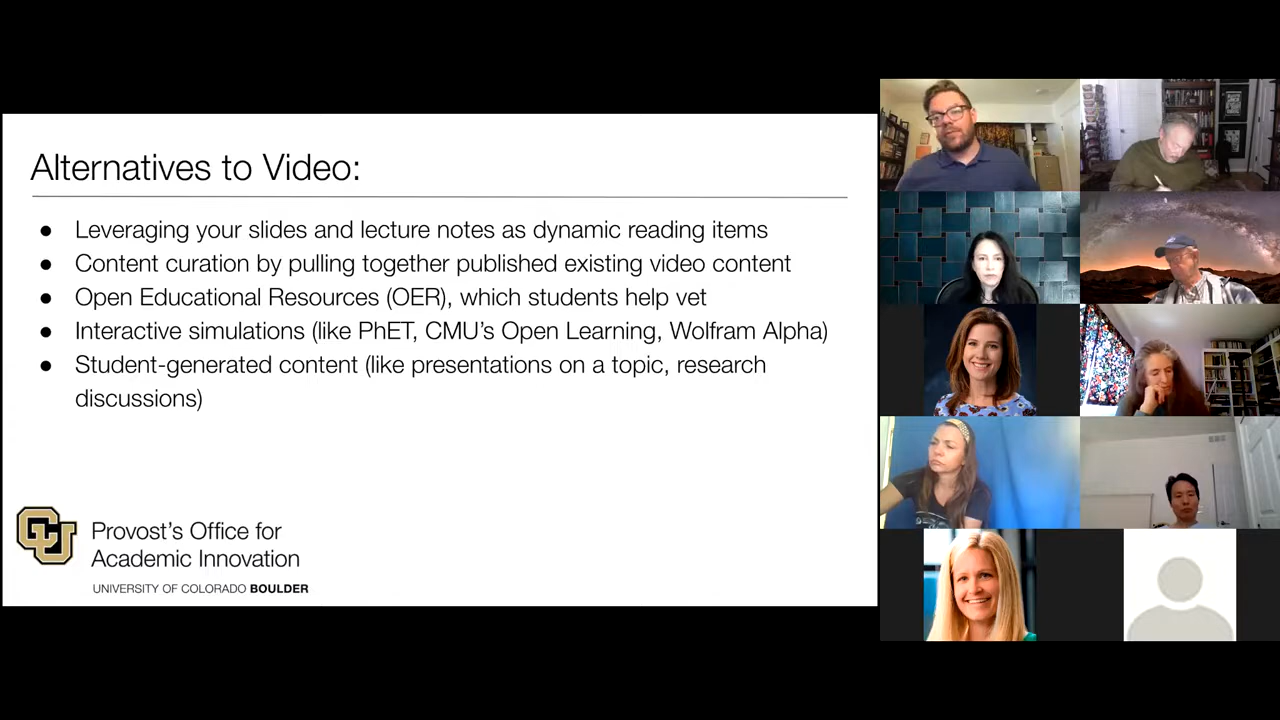 Alternatives to Video:
● Leveraging your slides and lecture notes as dynamic reading items
● Content curation by pulling together published existing video content
● Open Educational Resources (OER), which students help vet
● Interactive simulations (like PhET, CMU's Open Learning, Wolfram Alpha)
● Student-generated content (like presentations on a topic, research
discussions)
CU
Provost's Office for
Academic Innovation
UNIVERSITY OF COLORADO BOULDER